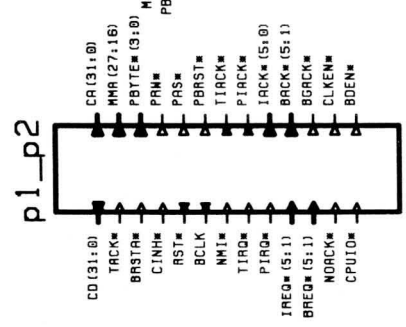 p1_p2
CA(31:0)
MMA(27:16)
PBYTE*(3:0)
PRW*
PAS*
PBRST*
TIACK*
PIACK*
IACK*(5:0)
BACK*(5:1)
BGACK*
CLKEN*
BDEN*
CD(31:0)
TACK*
BRSTA*
CINH*
RST*
BCLK
NMI*
TIRQ*
PIRQ*
IREQ*(5:1)
BREQ*(5:1)
NOACK*
CPUIO*
PB